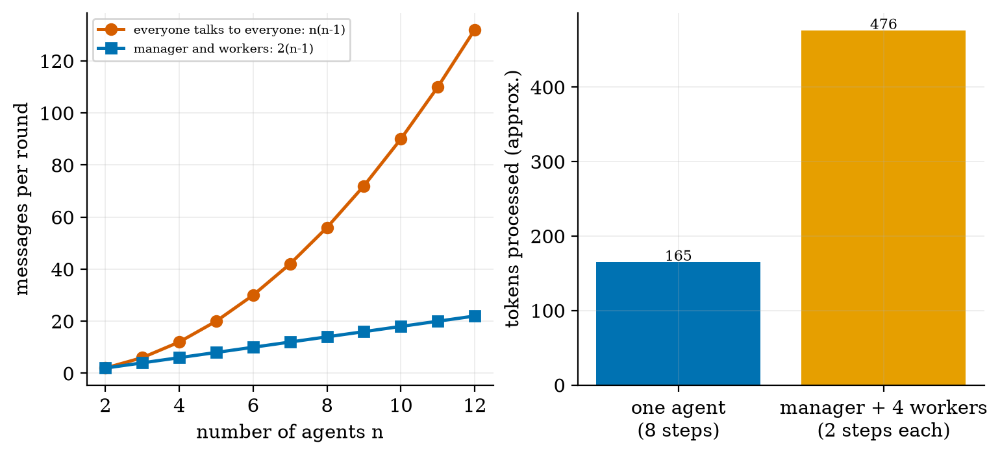 everyone talks to everyone: n(n-1)
manager and workers: 2(n-1)
messages per round
120
100
80
60
40
20
0
2 4 6 8 10 12
number of agents n
tokens processed (approx.)
400
300
200
100
0
165
476
one agent
(8 steps)
manager + 4 workers
(2 steps each)